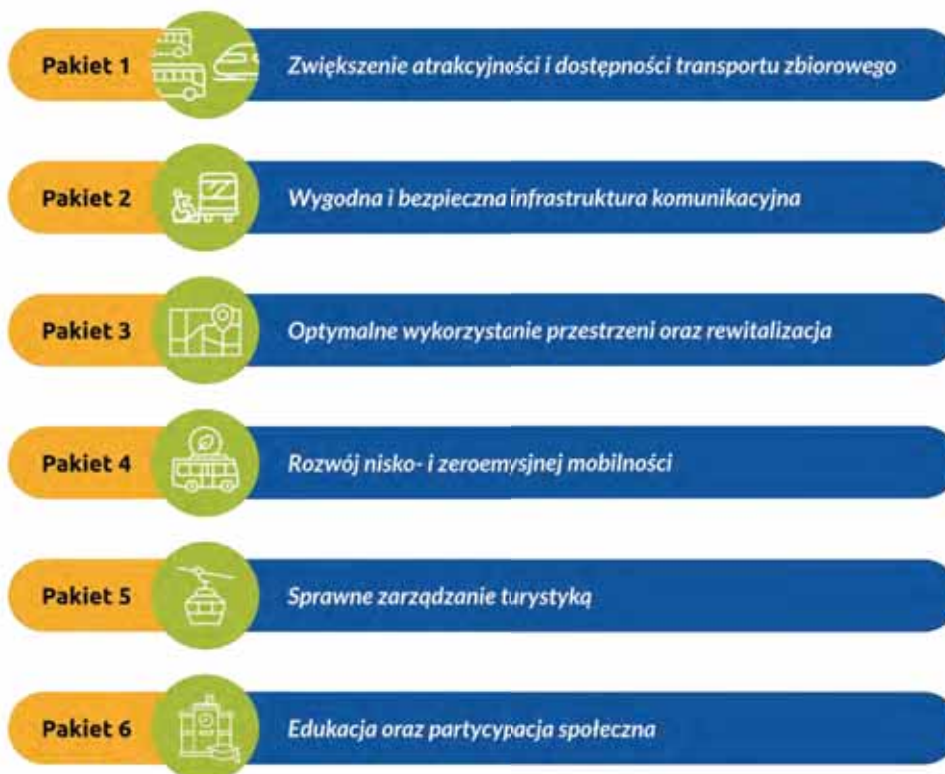 Pakiet 1 Zwiększenie atrakcyjności i dostępności transportu zbiorowego
Pakiet 2 Wygodna i bezpieczna infrastruktura komunikacyjna
Pakiet 3 Optymalne wykorzystanie przestrzeni oraz rewitalizacja
Pakiet 4 Rozwój nisko- i zeroemysjnej mobilności
Pakiet 5 Sprawne zarządzanie turystyką
Pakiet 6 Edukacja oraz partycypacja społeczna